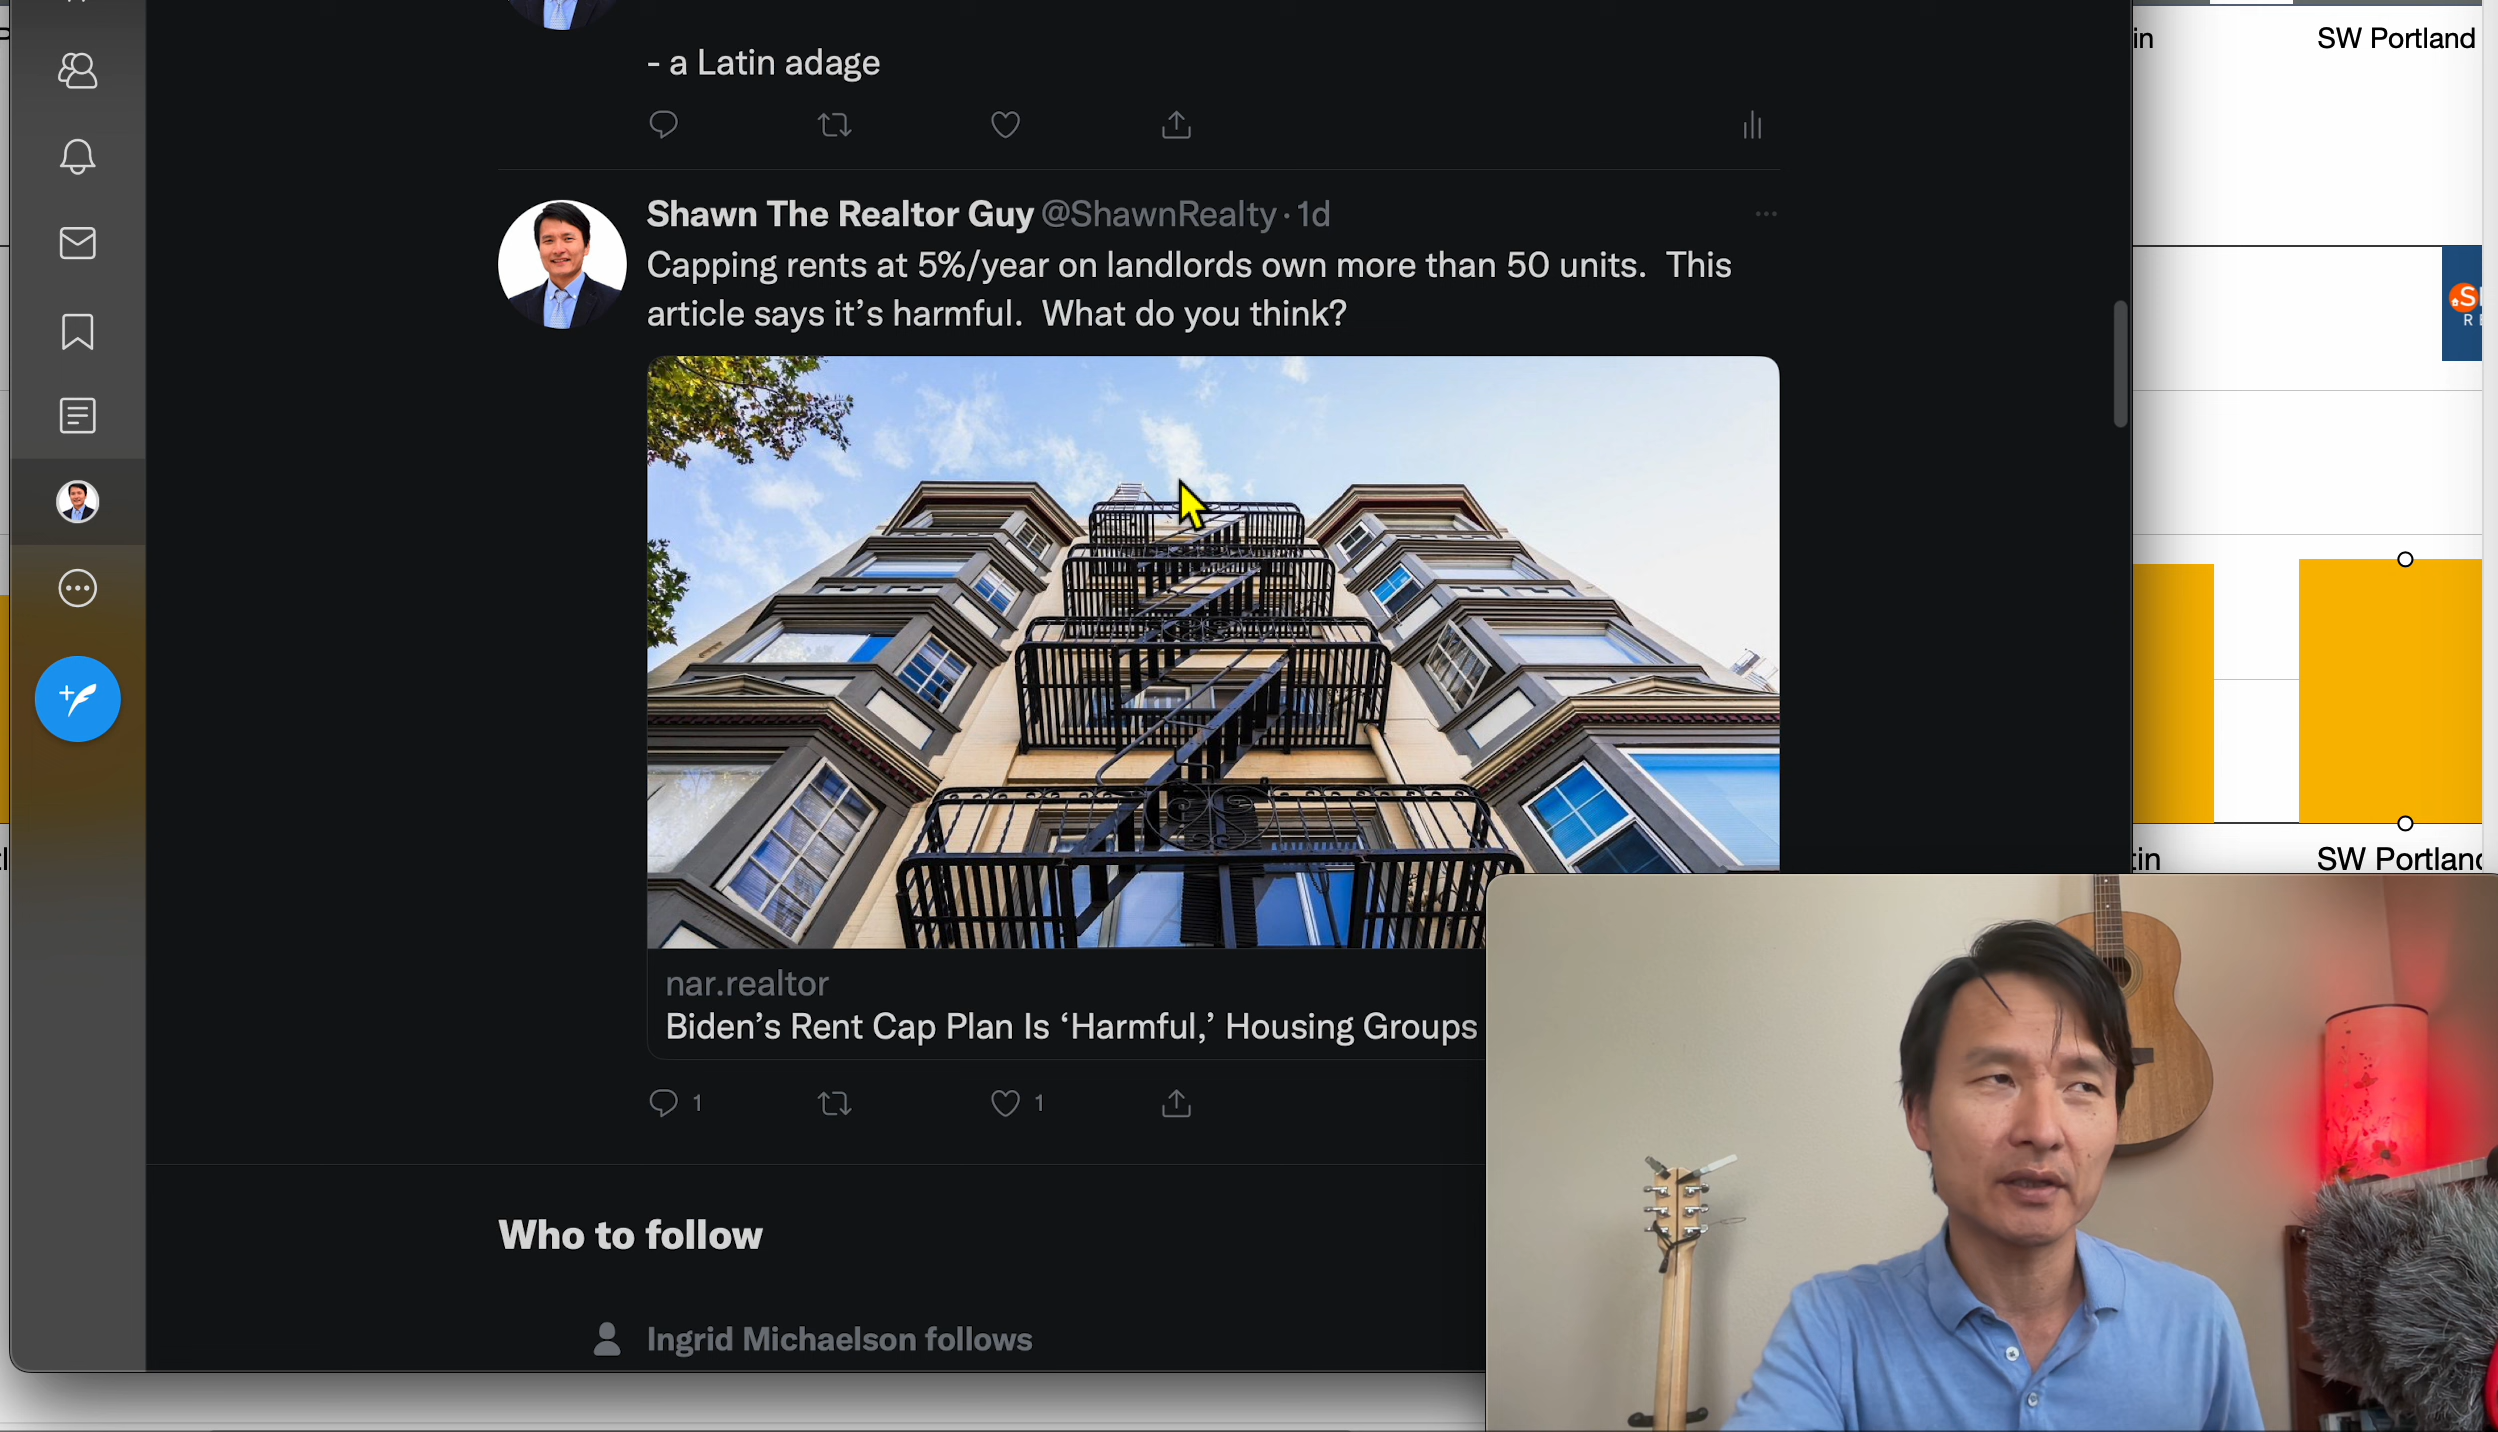 in
SW Portland
- a Latin adage
Shawn The Realtor Guy @ShawnRealty · 1d
Capping rents at 5%/year on landlords own more than 50 units.  This
article says it’s harmful.  What do you think?
S
R
nar.realtor
Biden’s Rent Cap Plan Is ‘Harmful,’ Housing Groups
1
1
tin
SW Portland
Who to follow
Ingrid Michaelson follows